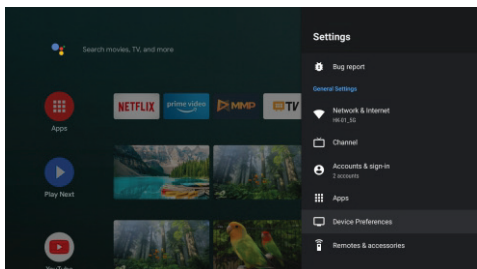 Search movies, TV, and more
Apps
NETFLIX
prime video
MMP
TV
Play Next
YouTube
Settings
Bug report
General Settings
Network & Internet
HK-01_5G
Channel
Accounts & sign-in
2 accounts
Apps
Device Preferences
Remotes & accessories